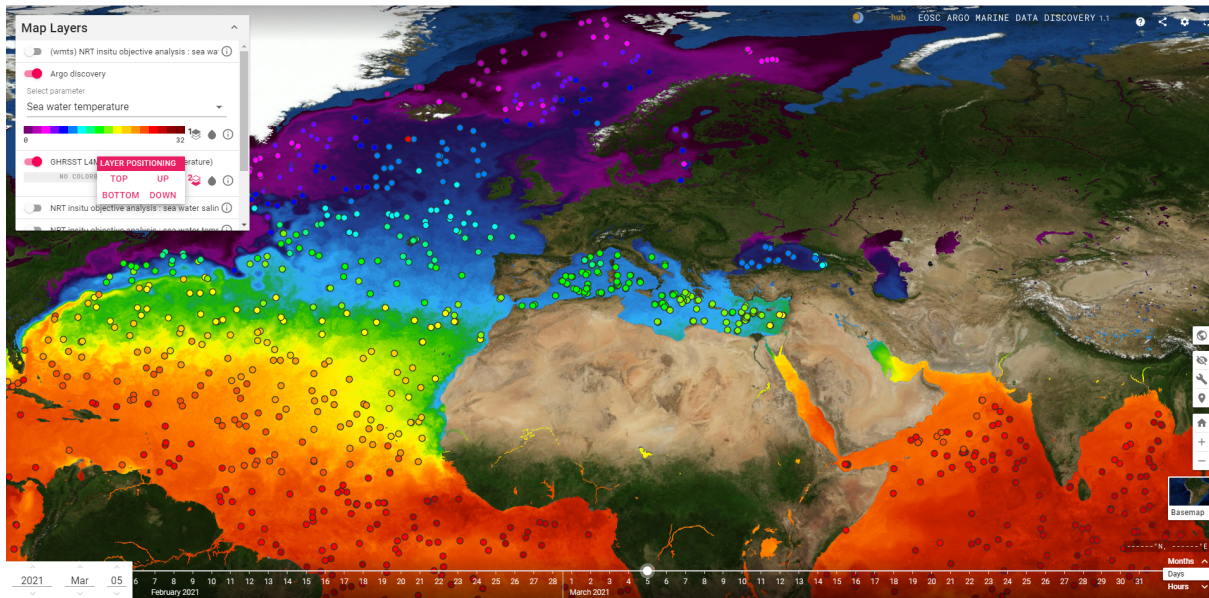 Map Layers
(wmts) NRT insitu objective analysis : sea wa
Argo discovery
Select parameter
Sea water temperature
0 32
1
GHRSST L4M
erature)
NO COLORB
2
LAYER POSITIONING
TOP UP
BOTTOM DOWN
NRT insitu objective analysis : sea water salin
NRT insitu objective analysis : sea water temp
hub EOSC ARGO MARINE DATA DISCOVERY 1.1
Basemap
------°N, ------°E
2021 Mar 05
6 7 8 9 10 11 12 13 14 15 16 17 18 19 20 21 22 23 24 25 26 27 28 1 2 3 4 5 6 7 8 9 10 11 12 13 14 15 16 17 18 19 20 21 22 23 24 25 26 27 28 29 30 31
February 2021 March 2021
Months
Days
Hours